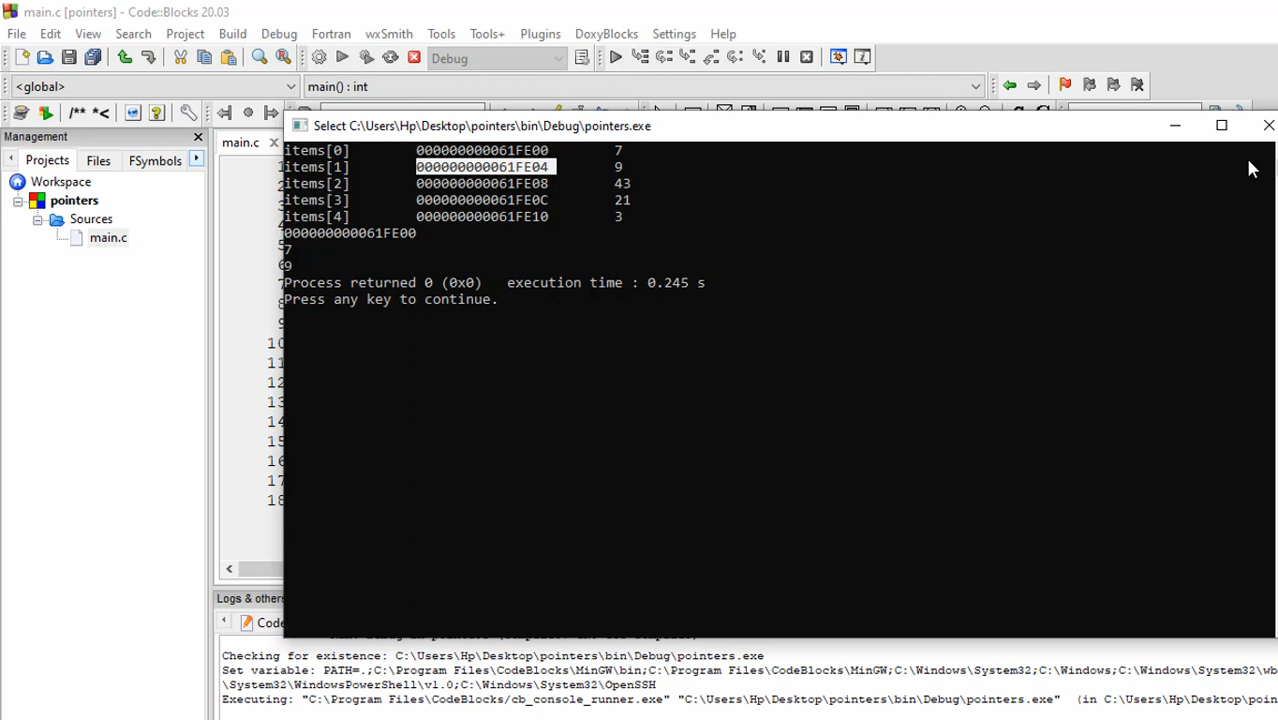 main.c [pointers] - Code::Blocks 20.03
File Edit View Search Project Build Debug Fortran wxSmith Tools Tools+ Plugins DoxyBlocks Settings Help
Debug
<global> main() : int
/** *<
Management
Projects Files FSymbols
Workspace
pointers
Sources
main.c
main.c
1
10
11
12
13
14
15
16
17
18
Select C:\Users\Hp\Desktop\pointers\bin\Debug\pointers.exe
items[0] 000000000061FE00 7
items[1] 000000000061FE04 9
items[2] 000000000061FE08 43
items[3] 000000000061FE0C 21
items[4] 000000000061FE10 3
000000000061FE00
7
9
Process returned 0 (0x0) execution time : 0.245 s
Press any key to continue.
Logs & others
Code
Checking for existence: C:\Users\Hp\Desktop\pointers\bin\Debug\pointers.exe
Set variable: PATH=.;C:\Program Files\CodeBlocks\MinGW\bin;C:\Program Files\CodeBlocks\MinGW;C:\Windows\System32;C:\Windows;C:\Windows\System32\wb
\System32\WindowsPowerShell\v1.0;C:\Windows\System32\OpenSSH
Executing: "C:\Program Files\CodeBlocks/cb_console_runner.exe" "C:\Users\Hp\Desktop\pointers\bin\Debug\pointers.exe" (in C:\Users\Hp\Desktop\poin